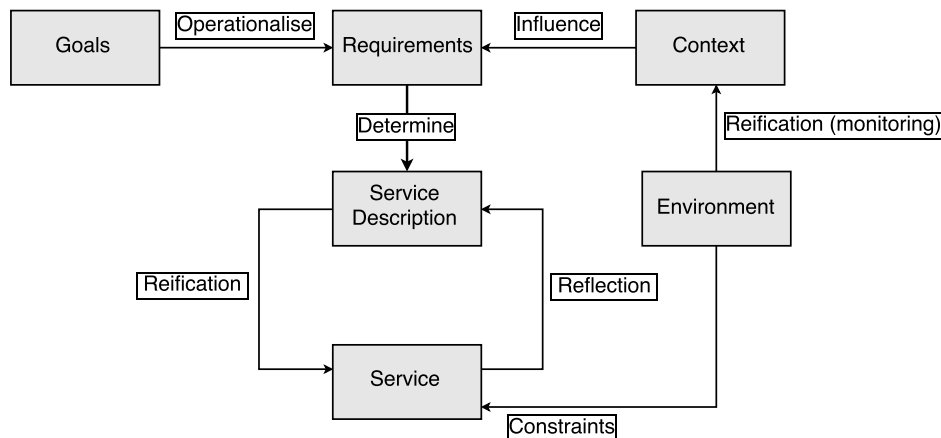 Operationalise
Influence
Goals
Requirements
Context
Determine
Reification (monitoring)
Service
Description
Environment
Reification
Reflection
Service
Constraints